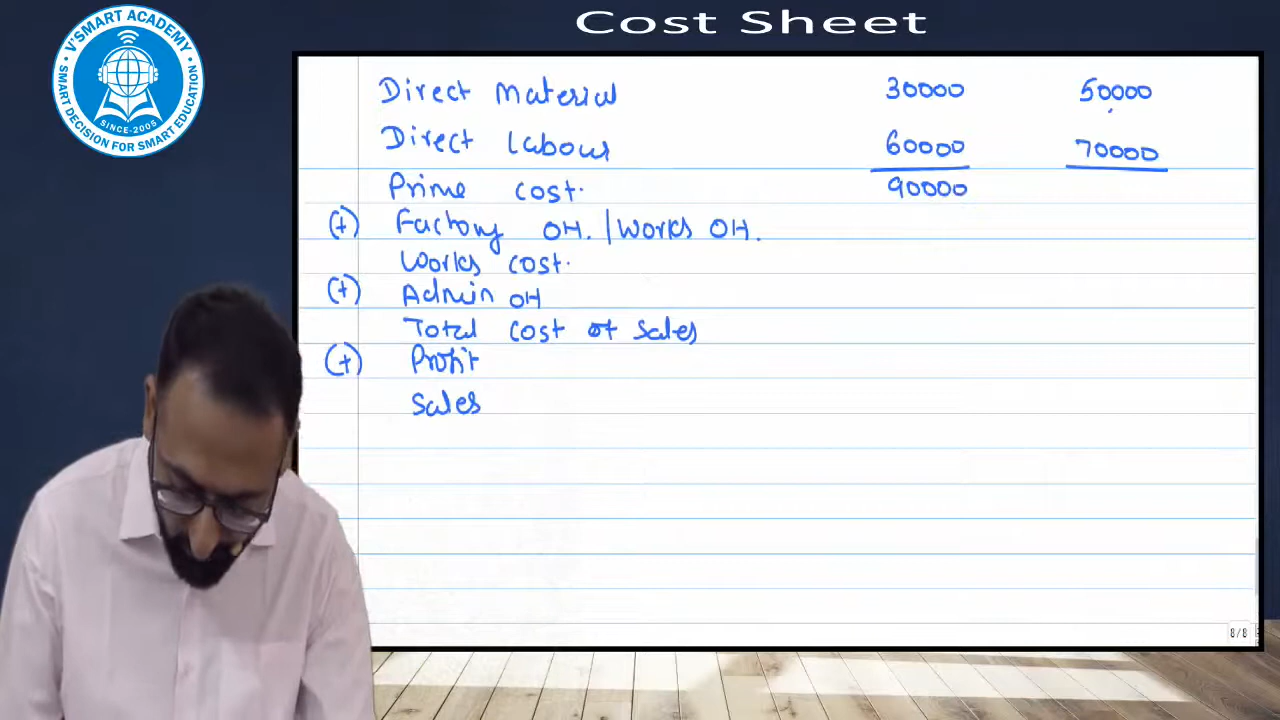 Cost Sheet
V'SMART ACADEMY
SINCE-2005
SMART DECISION FOR SMART EDUCATION
Direct Material 30000 50000
Direct Labour 60000 70000
Prime cost. 90000
(+) Factory OH. | Works OH.
Works cost.
(+) Admin OH
Total cost of sales
(+) Profit
Sales
8/8